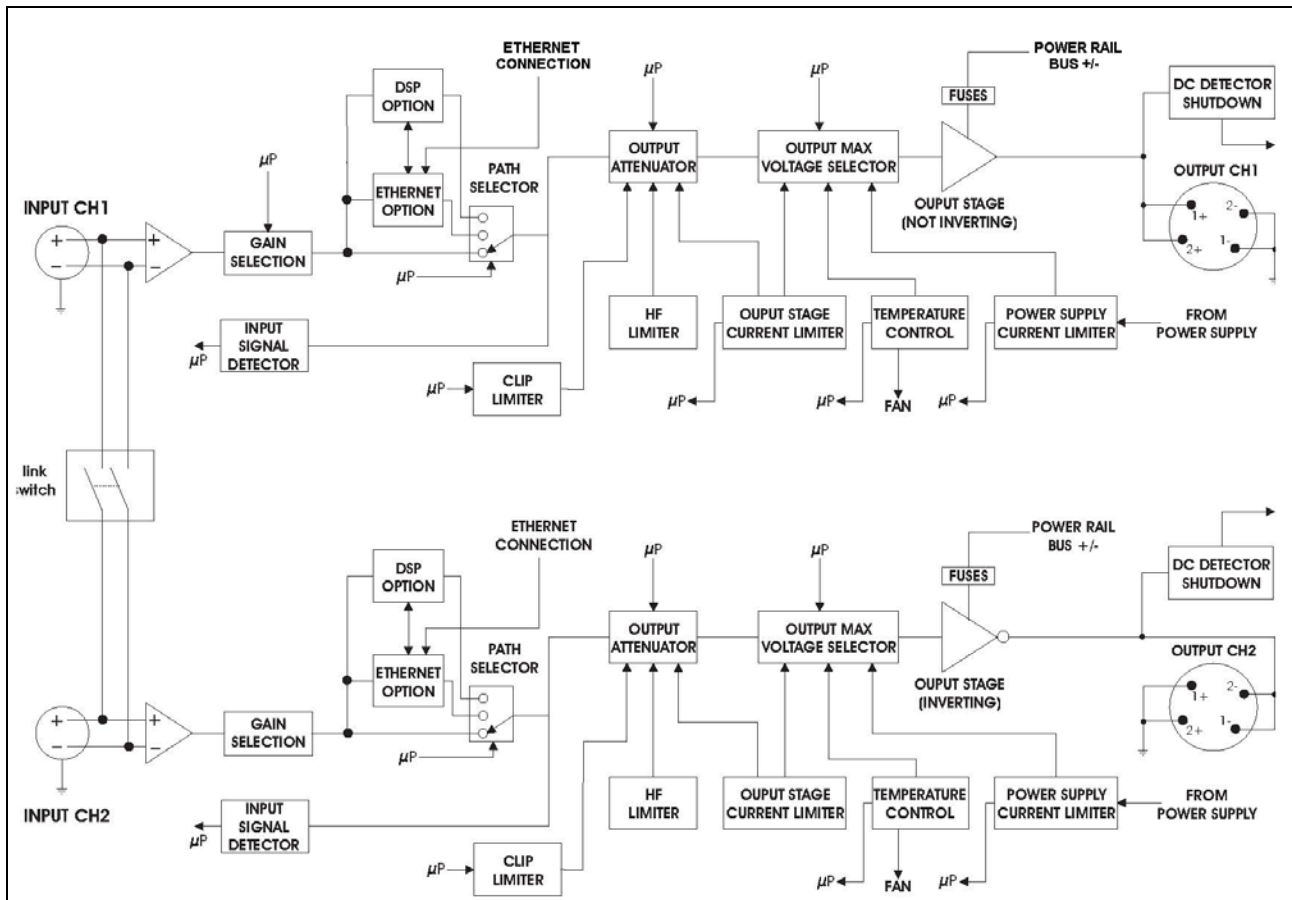 ETHERNET
CONNECTION
POWER RAIL
BUS +/-
µP
µP
DSP
OPTION
FUSES
DC DETECTOR
SHUTDOWN
µP
OUTPUT
ATTENUATOR
OUTPUT MAX
VOLTAGE SELECTOR
PATH
SELECTOR
ETHERNET
OPTION
OUTPUT CH1
INPUT CH1
OUPUT STAGE
(NOT INVERTING)
1+
2-
2+
1-
+
−
+
−
GAIN
SELECTION
µP
HF
LIMITER
OUPUT STAGE
CURRENT LIMITER
TEMPERATURE
CONTROL
POWER SUPPLY
CURRENT LIMITER
FROM
POWER SUPPLY
INPUT
SIGNAL
DETECTOR
µP
CLIP
LIMITER
µP
µP
µP
FAN
µP
link
switch
ETHERNET
CONNECTION
POWER RAIL
BUS +/-
µP
µP
DSP
OPTION
FUSES
DC DETECTOR
SHUTDOWN
OUTPUT
ATTENUATOR
OUTPUT MAX
VOLTAGE SELECTOR
PATH
SELECTOR
ETHERNET
OPTION
OUTPUT CH2
OUPUT STAGE
(INVERTING)
1+
2-
2+
1-
+
−
+
−
GAIN
SELECTION
µP
INPUT CH2
HF
LIMITER
OUPUT STAGE
CURRENT LIMITER
TEMPERATURE
CONTROL
POWER SUPPLY
CURRENT LIMITER
FROM
POWER SUPPLY
INPUT
SIGNAL
DETECTOR
µP
CLIP
LIMITER
µP
µP
FAN
µP